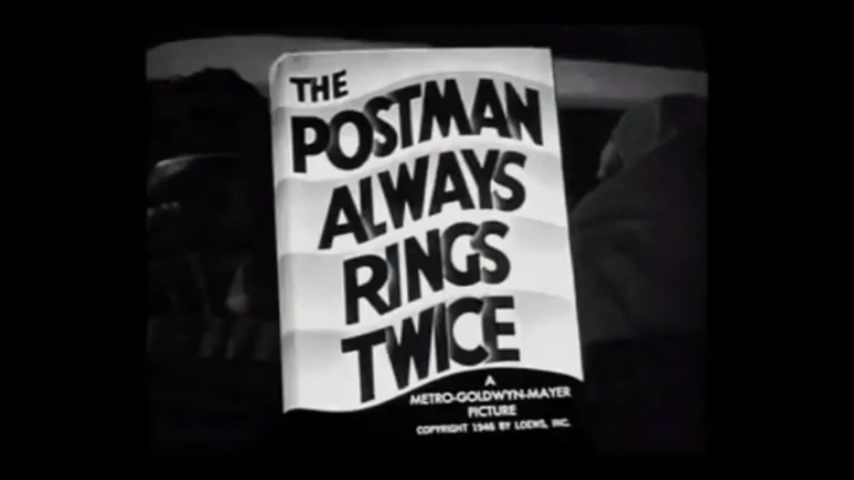 THE
POSTMAN
ALWAYS
RINGS
TWICE
A
METRO-GOLDWYN-MAYER
PICTURE
COPYRIGHT 1946 BY LOEWS, INC.